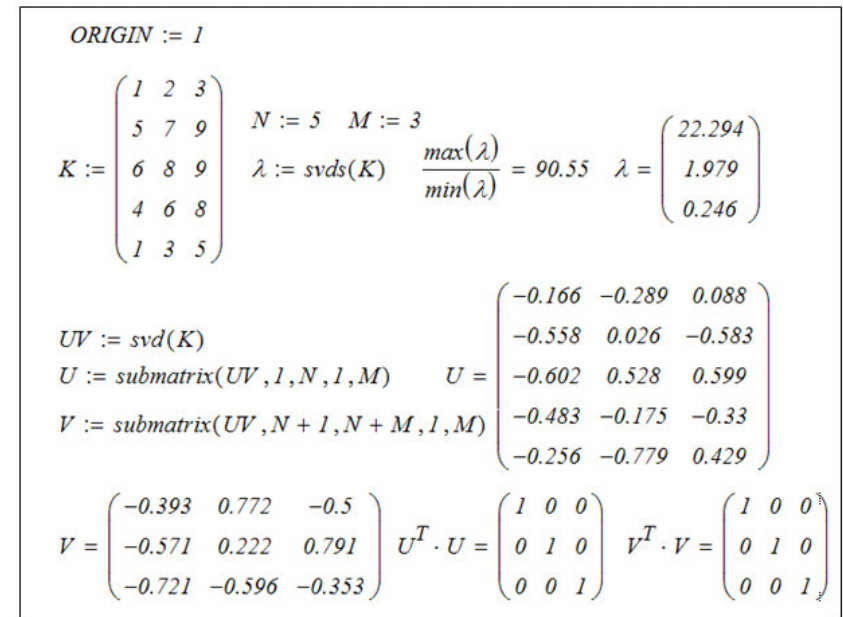 ORIGIN := 1
K := (1 2 3; 5 7 9; 6 8 9; 4 6 8; 1 3 5)
N := 5 M := 3
λ := svds(K) max(λ)/min(λ) = 90.55 λ = (22.294; 1.979; 0.246)
UV := svd(K)
U := submatrix(UV, 1, N, 1, M)
V := submatrix(UV, N + 1, N + M, 1, M)
U = (−0.166 −0.289 0.088; −0.558 0.026 −0.583; −0.602 0.528 0.599; −0.483 −0.175 −0.33; −0.256 −0.779 0.429)
V = (−0.393 0.772 −0.5; −0.571 0.222 0.791; −0.721 −0.596 −0.353)
U^T · U = (1 0 0; 0 1 0; 0 0 1)
V^T · V = (1 0 0; 0 1 0; 0 0 1)